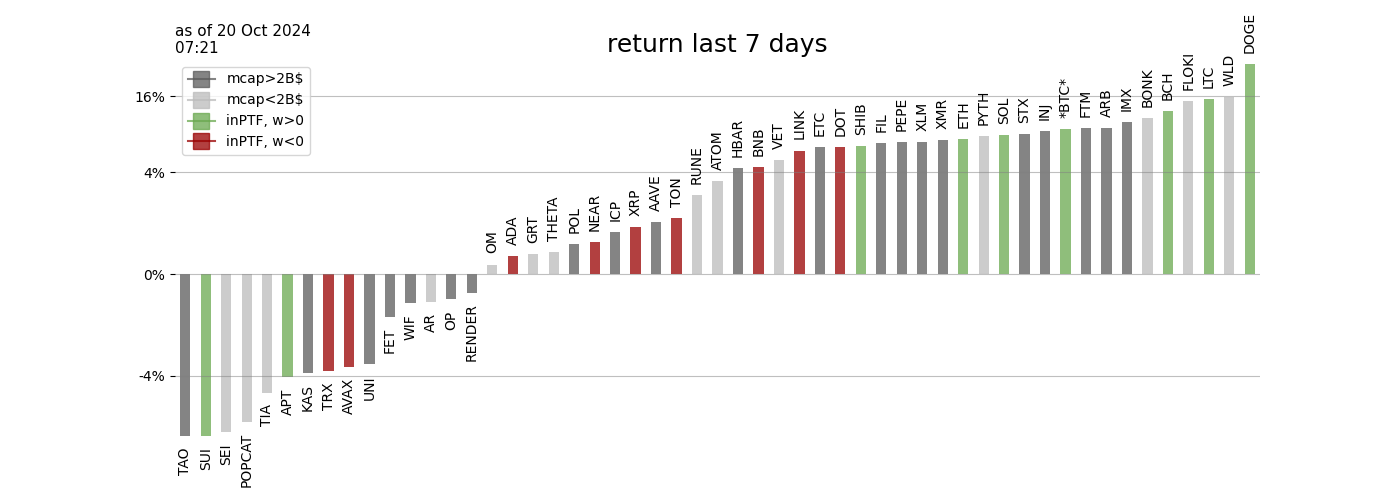 as of 20 Oct 2024
07:21
return last 7 days
mcap>2B$
mcap<2B$
inPTF, w>0
inPTF, w<0
16%
4%
0%
-4%
TAO
SUI
SEI
POPCAT
TIA
APT
KAS
TRX
AVAX
UNI
FET
WIF
AR
OP
RENDER
OM
ADA
GRT
THETA
POL
NEAR
ICP
XRP
AAVE
TON
RUNE
ATOM
HBAR
BNB
VET
LINK
ETC
DOT
SHIB
FIL
PEPE
XLM
XMR
ETH
PYTH
SOL
STX
INJ
*BTC*
FTM
ARB
IMX
BONK
BCH
FLOKI
LTC
WLD
DOGE